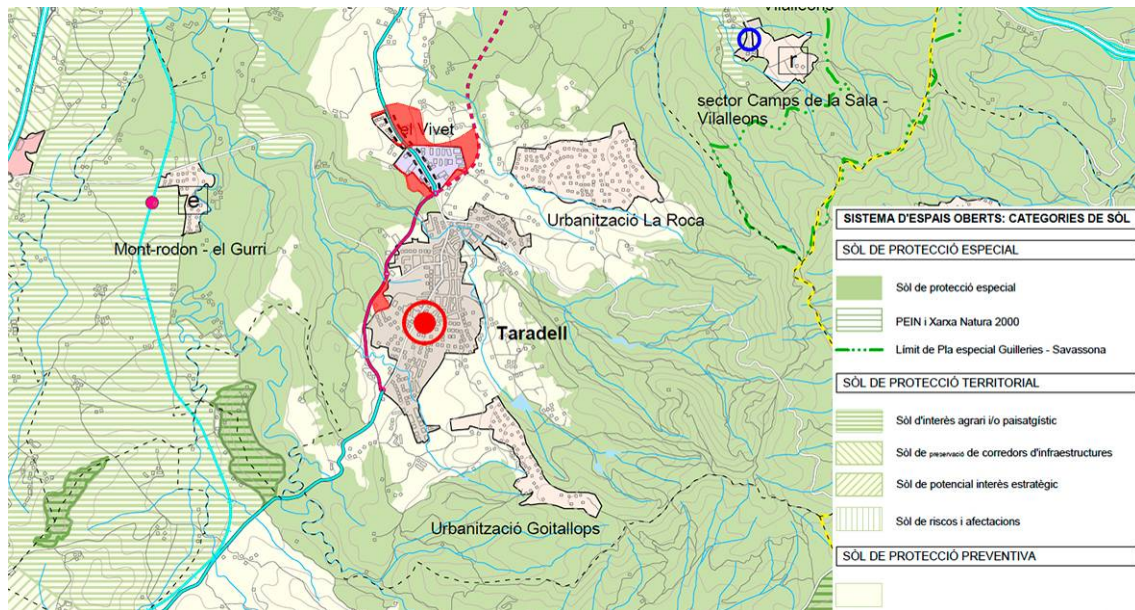 Vilalleons
r
sector Camps de la Sala -
Vilalleons
el Vivet
Urbanització La Roca
e
Mont-rodon - el Gurri
Taradell
Urbanització Goitallops
SISTEMA D'ESPAIS OBERTS: CATEGORIES DE SÒL
SÒL DE PROTECCIÓ ESPECIAL
Sòl de protecció especial
PEIN i Xarxa Natura 2000
Límit de Pla especial Guilleries - Savassona
SÒL DE PROTECCIÓ TERRITORIAL
Sòl d'interès agrari i/o paisatgístic
Sòl de preservació de corredors d'infraestructures
Sòl de potencial interès estratègic
Sòl de riscos i afectacions
SÒL DE PROTECCIÓ PREVENTIVA